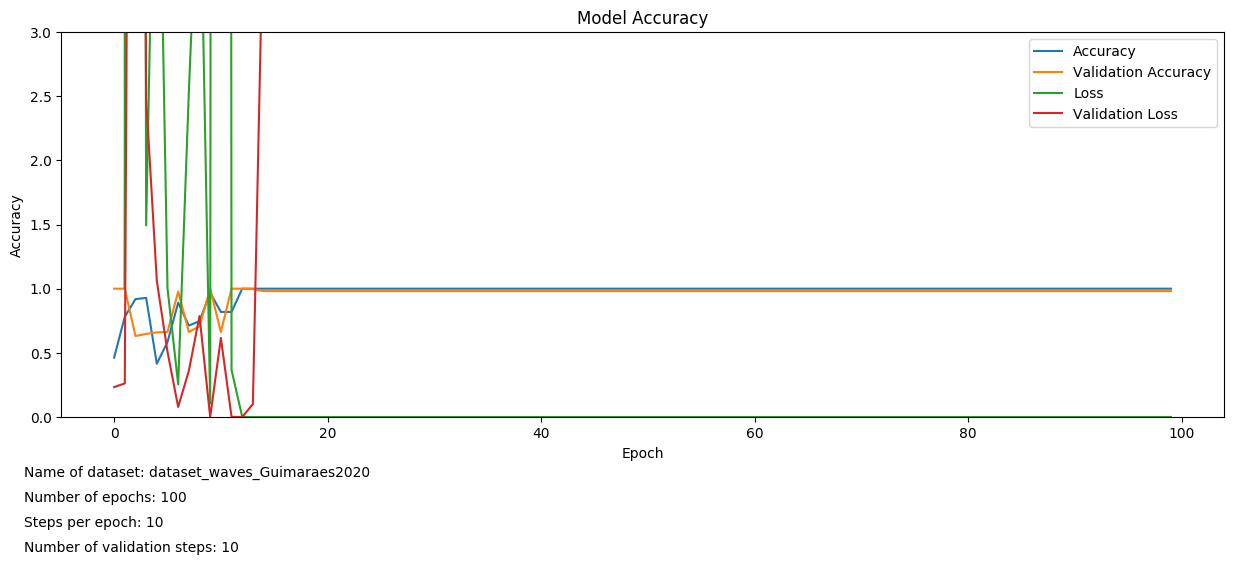 Model Accuracy
Accuracy
Validation Accuracy
Loss
Validation Loss
3.0
2.5
2.0
1.5
1.0
0.5
0.0
Accuracy
0 20 40 60 80 100
Epoch
Name of dataset: dataset_waves_Guimaraes2020
Number of epochs: 100
Steps per epoch: 10
Number of validation steps: 10